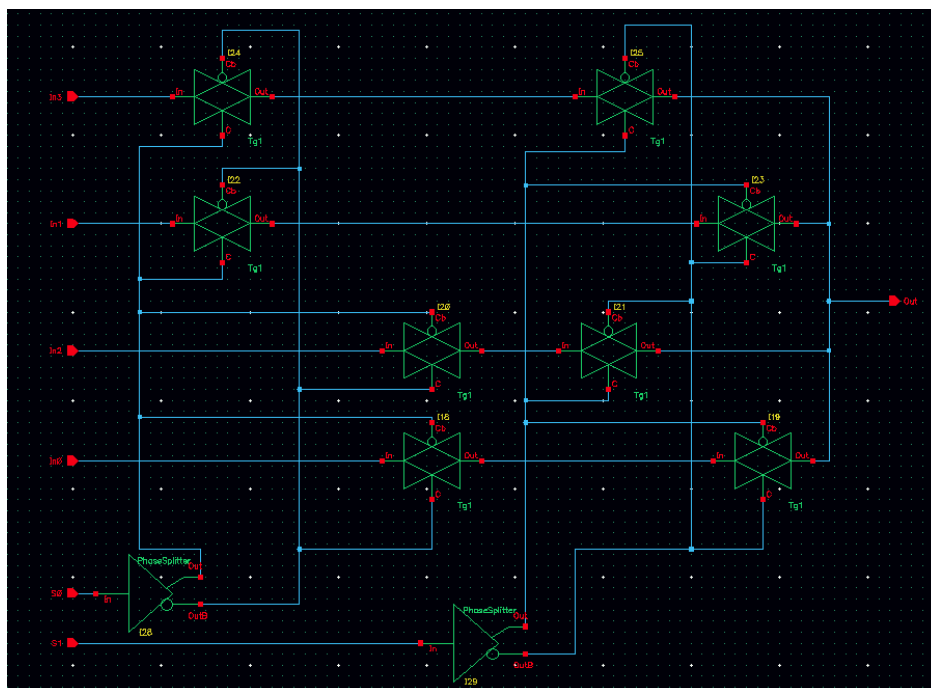 I24
Cb
In3
In
Out
C
Tg1
I25
Cb
In
Out
C
Tg1
I22
Cb
In1
In
Out
C
Tg1
I23
Cb
In
Out
C
Tg1
Out
I20
Cb
In2
In
Out
C
Tg1
I21
Cb
In
Out
C
Tg1
I18
Cb
In0
In
Out
C
Tg1
I19
Cb
In
Out
C
Tg1
PhaseSplitter
Out
S0
In
OutB
I28
PhaseSplitter
Out
S1
In
OutB
I29